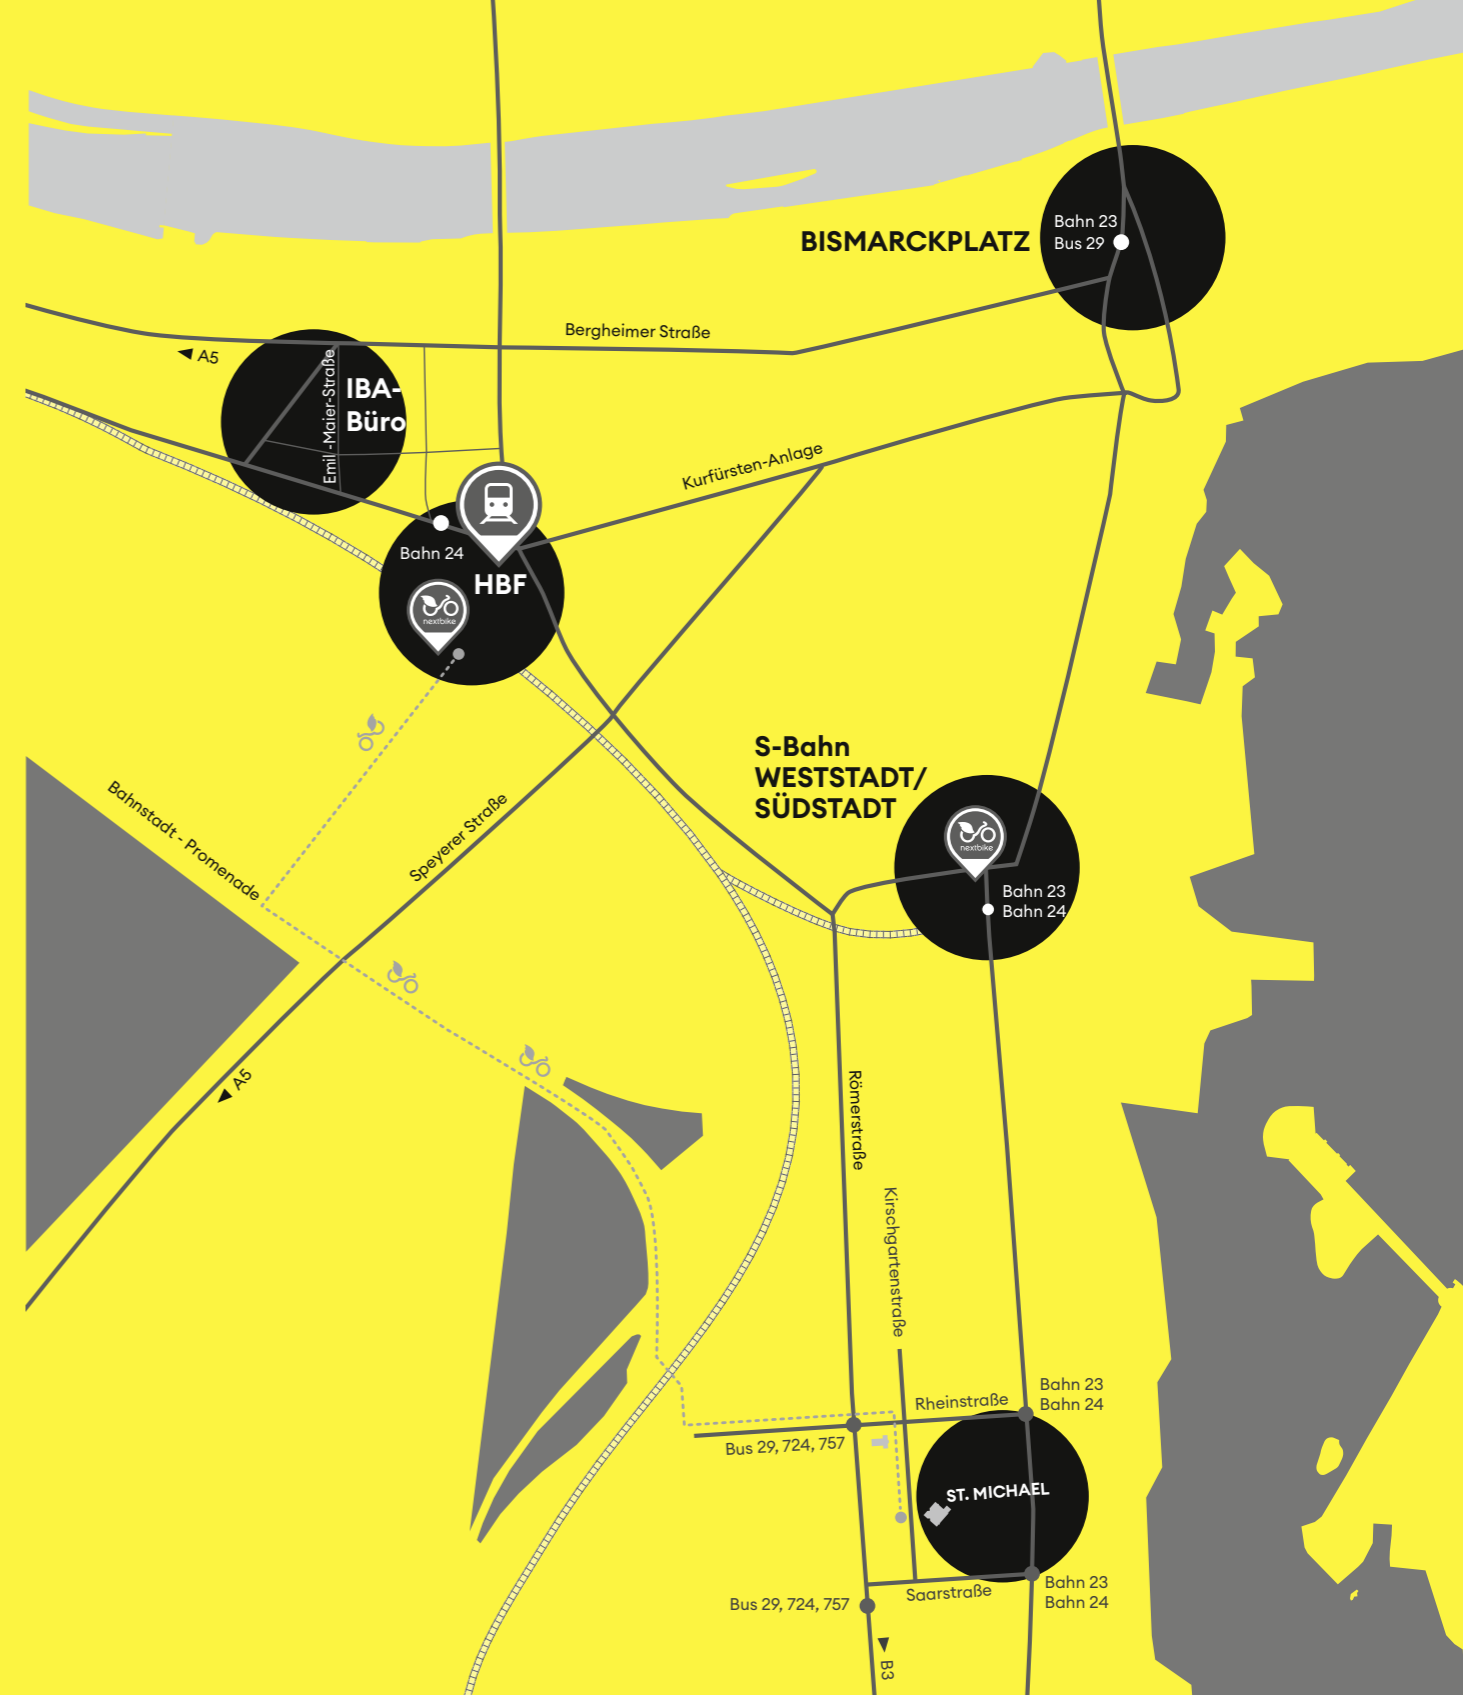 Bahn 23
Bus 29
BISMARCKPLATZ
Bergheimer Straße
A5
Emil-Maier-Straße
IBA-
Büro
Kurfürsten-Anlage
Bahn 24
HBF
nextbike
S-Bahn
WESTSTADT/
SÜDSTADT
Bahnstadt - Promenade
Speyerer Straße
nextbike
Bahn 23
Bahn 24
A5
Römerstraße
Kirschgartenstraße
Bahn 23
Bahn 24
Rheinstraße
Bus 29, 724, 757
ST. MICHAEL
Bahn 23
Bahn 24
Saarstraße
Bus 29, 724, 757
B3